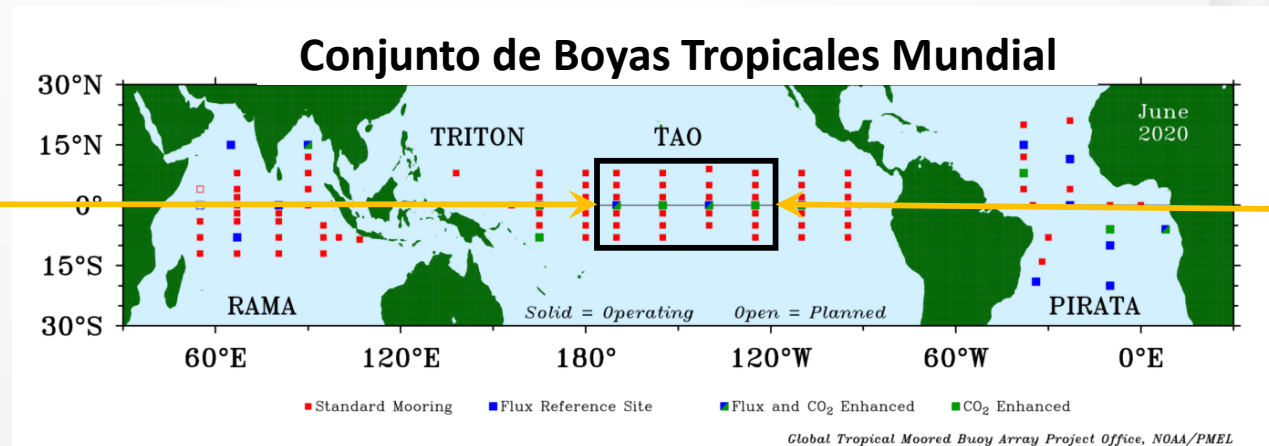 Conjunto de Boyas Tropicales Mundial
30°N
15°N
0°
15°S
30°S
TRITON
TAO
June
2020
RAMA
Solid = Operating
Open = Planned
PIRATA
60°E
120°E
180°
120°W
60°W
0°E
Standard Mooring
Flux Reference Site
Flux and CO₂ Enhanced
CO₂ Enhanced
Global Tropical Moored Buoy Array Project Office, NOAA/PMEL